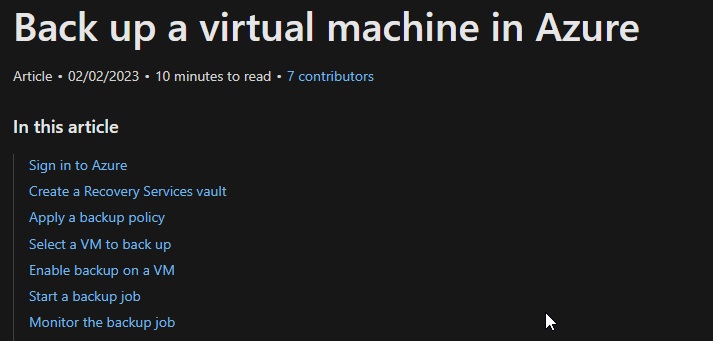 Back up a virtual machine in Azure
Article • 02/02/2023 • 10 minutes to read • 7 contributors
In this article
Sign in to Azure
Create a Recovery Services vault
Apply a backup policy
Select a VM to back up
Enable backup on a VM
Start a backup job
Monitor the backup job